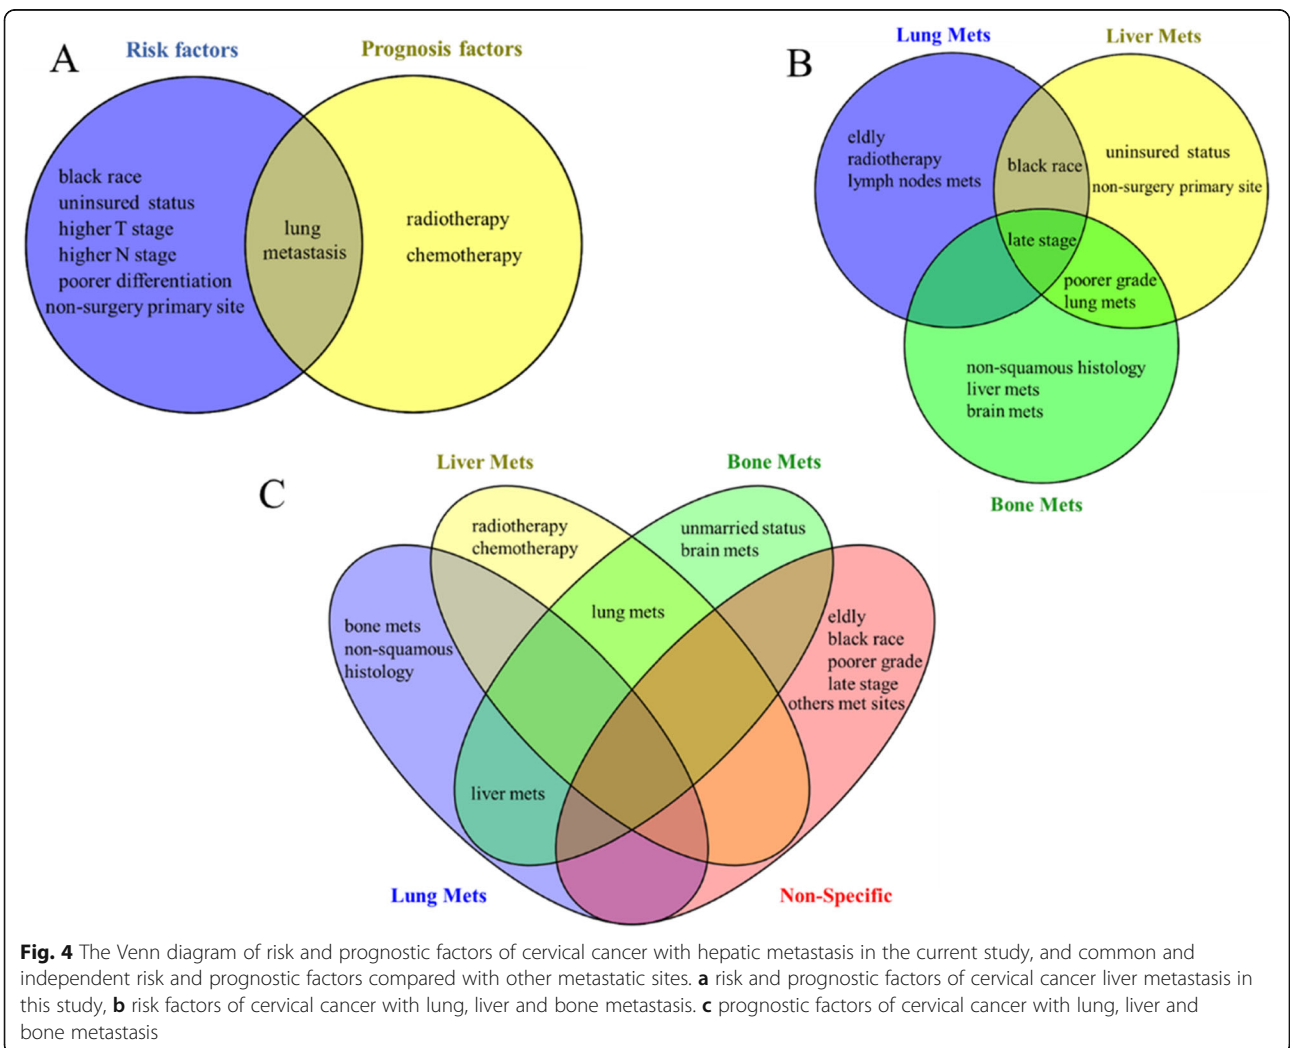 A
Risk factors
Prognosis factors
black race
uninsured status
higher T stage
higher N stage
poorer differentiation
non-surgery primary site
lung
metastasis
radiotherapy
chemotherapy
B
Lung Mets
Liver Mets
eldly
radiotherapy
lymph nodes mets
black race
uninsured status
non-surgery primary site
late stage
poorer grade
lung mets
non-squamous histology
liver mets
brain mets
Bone Mets
C
Liver Mets
Bone Mets
radiotherapy
chemotherapy
unmarried status
brain mets
lung mets
bone mets
non-squamous
histology
eldly
black race
poorer grade
late stage
others met sites
liver mets
Lung Mets
Non-Specific
Fig. 4 The Venn diagram of risk and prognostic factors of cervical cancer with hepatic metastasis in the current study, and common and
independent risk and prognostic factors compared with other metastatic sites. a risk and prognostic factors of cervical cancer liver metastasis in
this study, b risk factors of cervical cancer with lung, liver and bone metastasis. c prognostic factors of cervical cancer with lung, liver and
bone metastasis